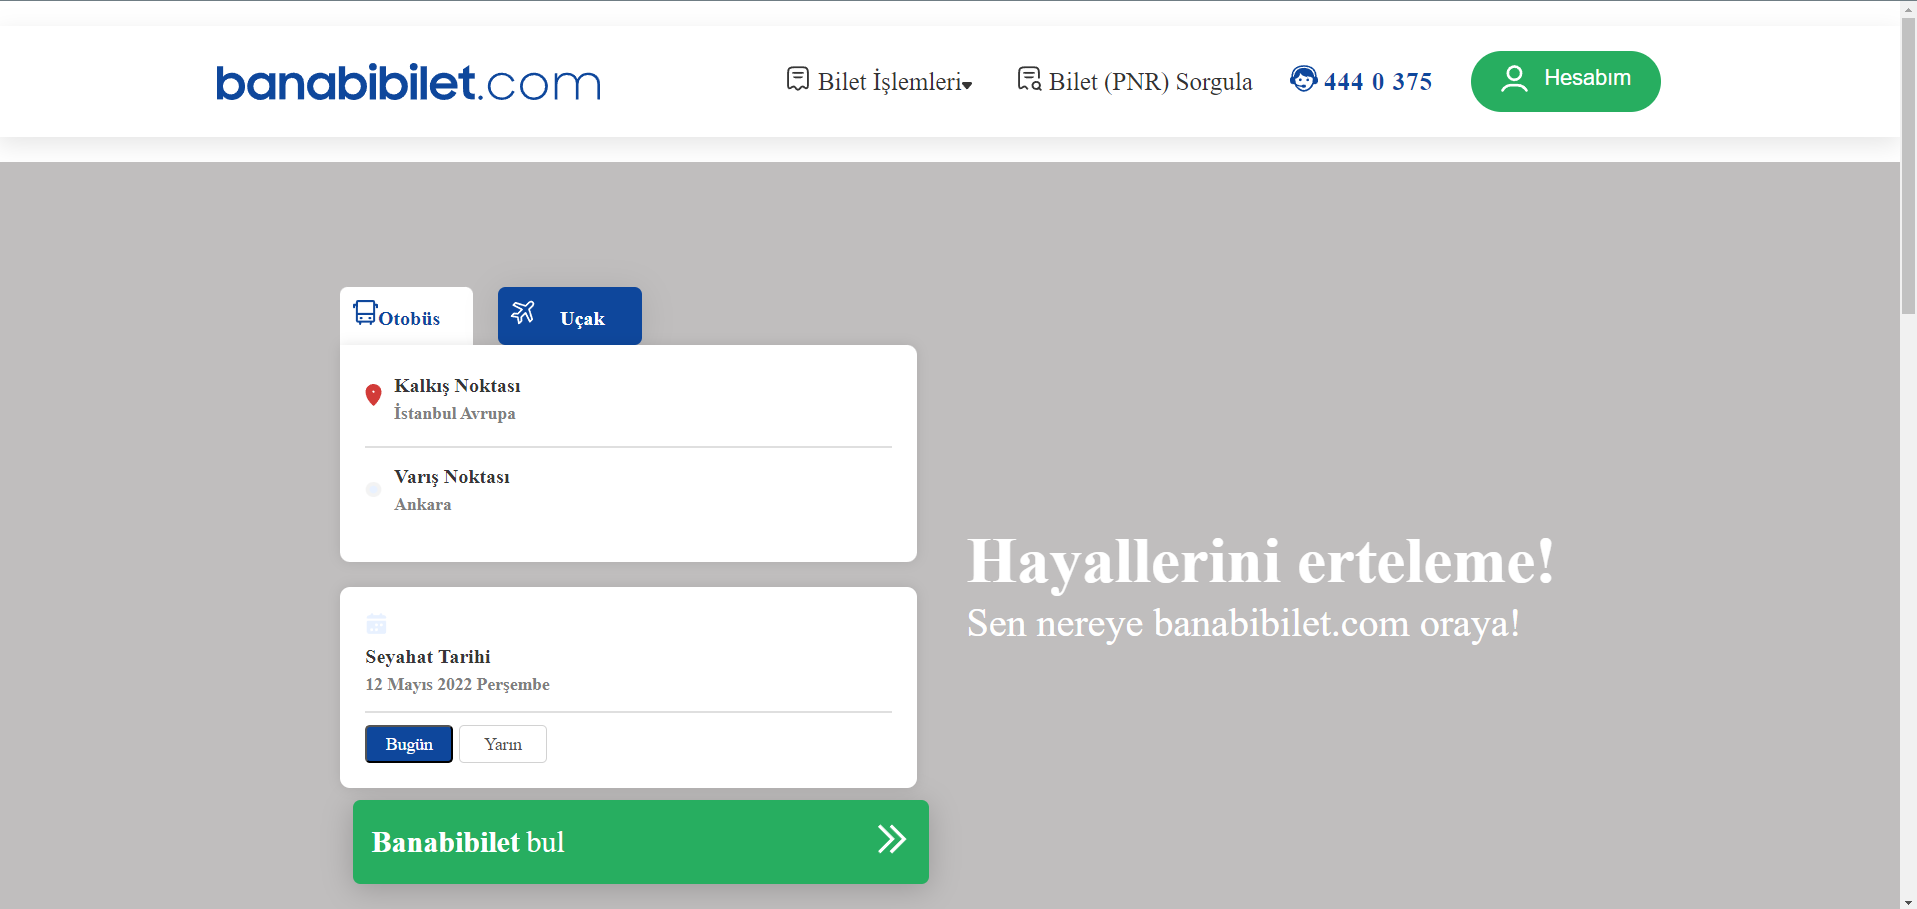 banabibilet.com
Bilet İşlemleri
Bilet (PNR) Sorgula
444 0 375
Hesabım
Otobüs
Uçak
Kalkış Noktası
İstanbul Avrupa
Varış Noktası
Ankara
Hayallerini erteleme!
Sen nereye banabibilet.com oraya!
Seyahat Tarihi
12 Mayıs 2022 Perşembe
Bugün
Yarın
Banabibilet bul